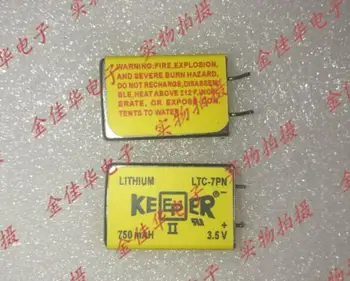 金佳华电子 实物拍摄
WARNING: FIRE, EXPLOSION,
AND SEVERE BURN HAZARD.
DO NOT RECHARGE, DISASSEM
BLE, HEAT ABOVE 212 F, INCIN
ERATE, OR EXPOSE CON
TENTS TO WATER
LITHIUM LTC-7PN
KEEPER
II
750 MAH 3.5 V
+
金佳华电子 实物拍摄